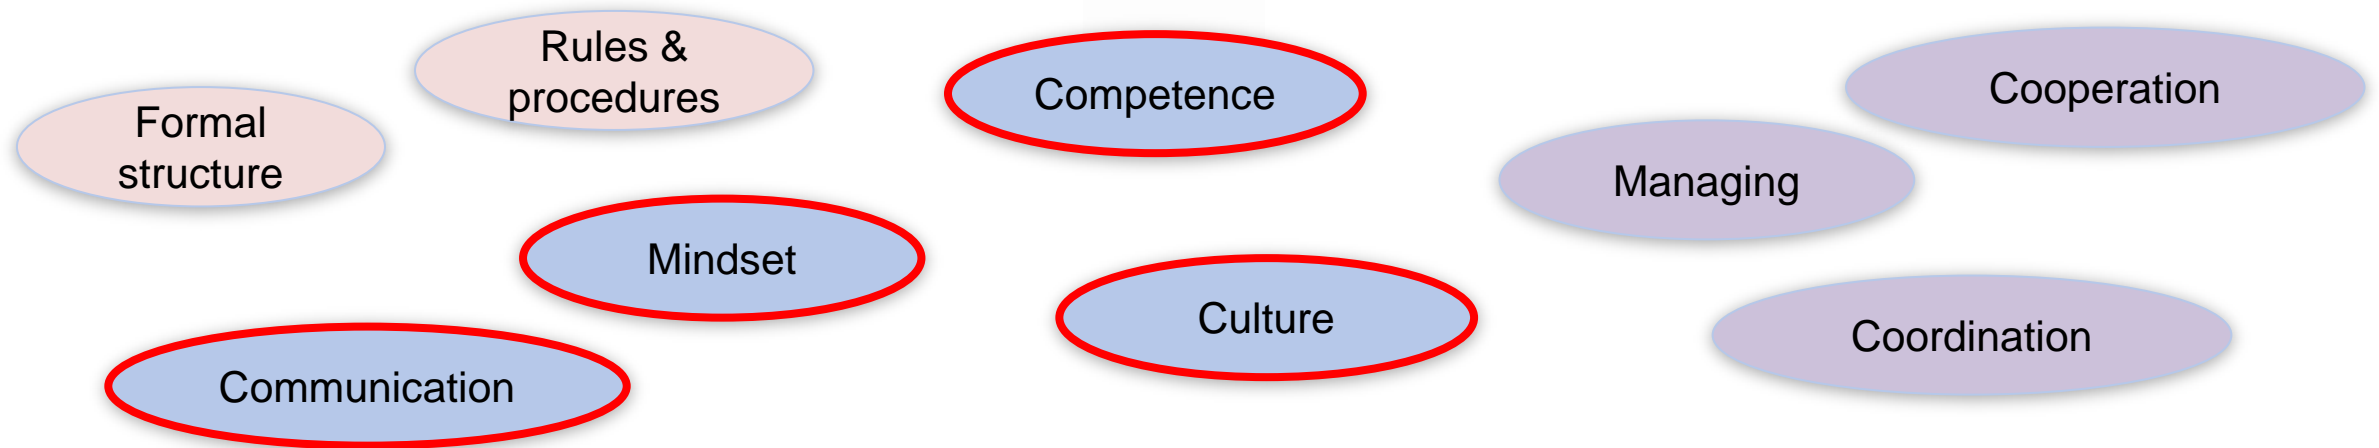 Formal
structure
Rules &
procedures
Competence
Cooperation
Managing
Mindset
Culture
Coordination
Communication